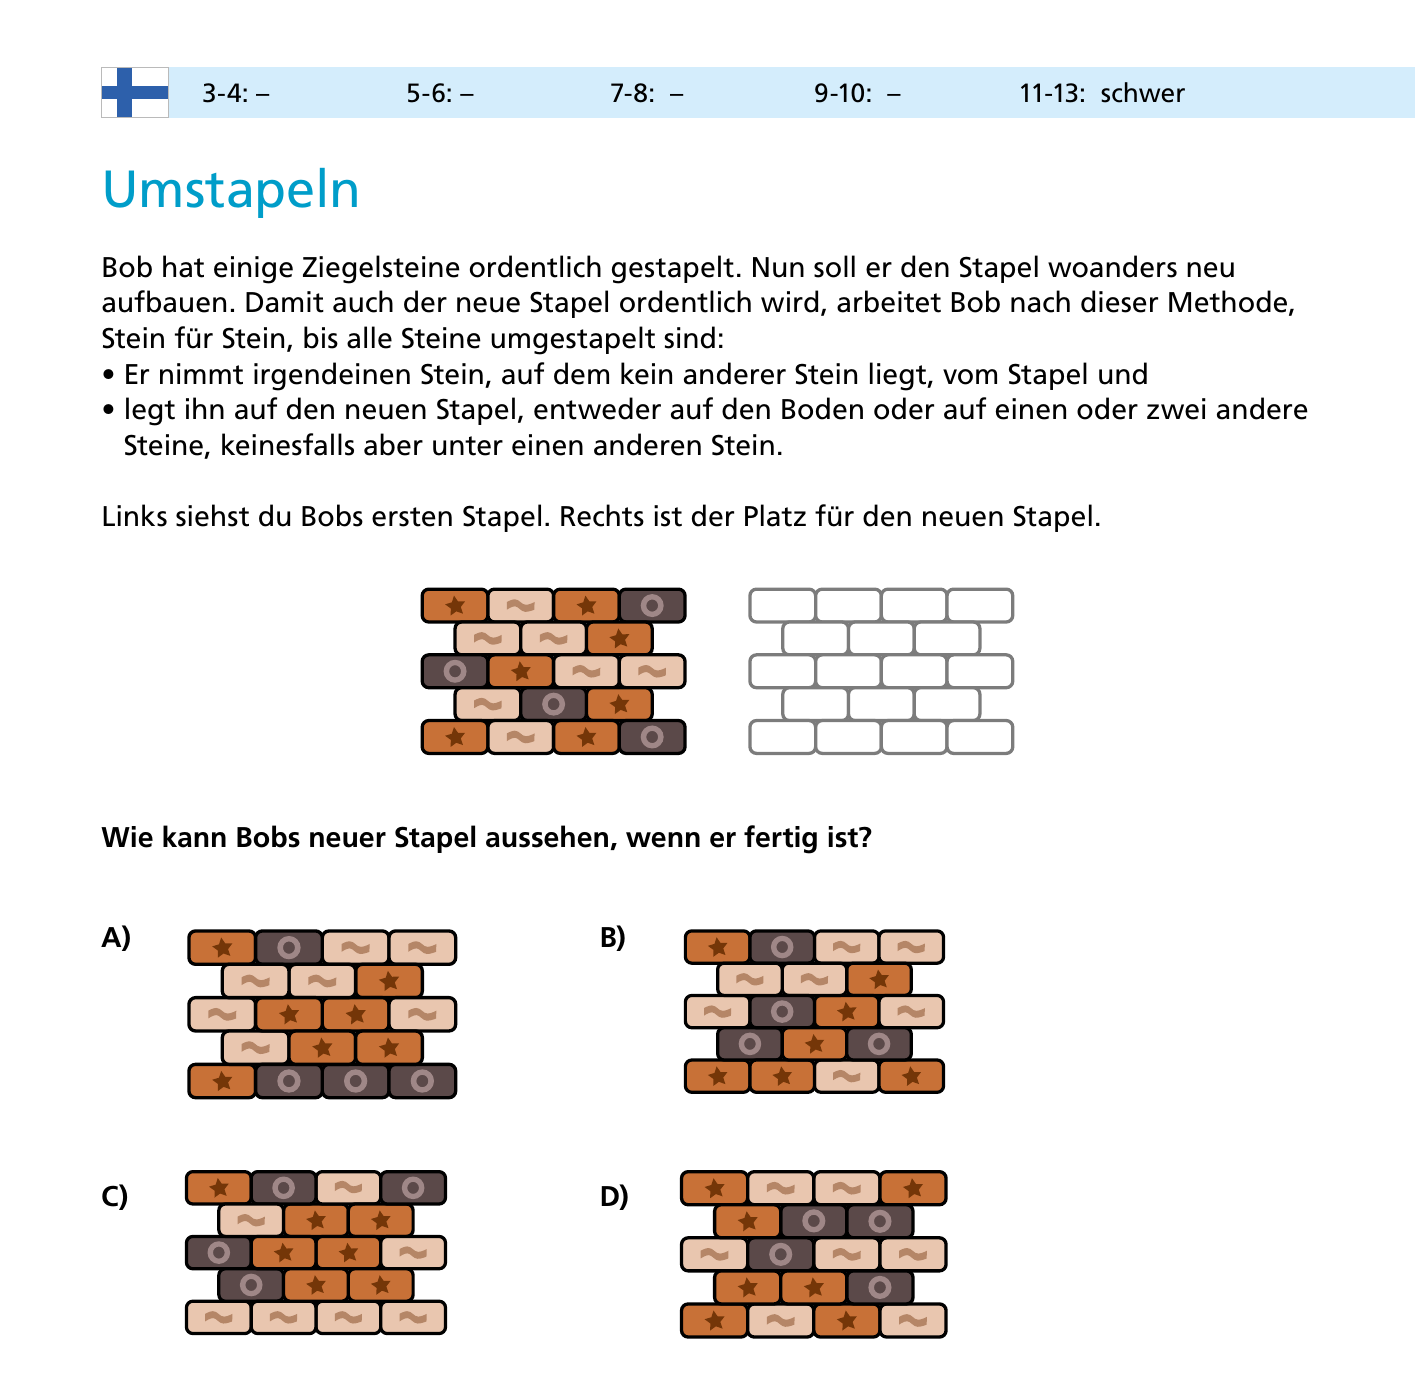 3-4: – 5-6: – 7-8: – 9-10: – 11-13: schwer
Umstapeln
Bob hat einige Ziegelsteine ordentlich gestapelt. Nun soll er den Stapel woanders neu
aufbauen. Damit auch der neue Stapel ordentlich wird, arbeitet Bob nach dieser Methode,
Stein für Stein, bis alle Steine umgestapelt sind:
• Er nimmt irgendeinen Stein, auf dem kein anderer Stein liegt, vom Stapel und
• legt ihn auf den neuen Stapel, entweder auf den Boden oder auf einen oder zwei andere
Steine, keinesfalls aber unter einen anderen Stein.
Links siehst du Bobs ersten Stapel. Rechts ist der Platz für den neuen Stapel.
Wie kann Bobs neuer Stapel aussehen, wenn er fertig ist?
A)
B)
C)
D)